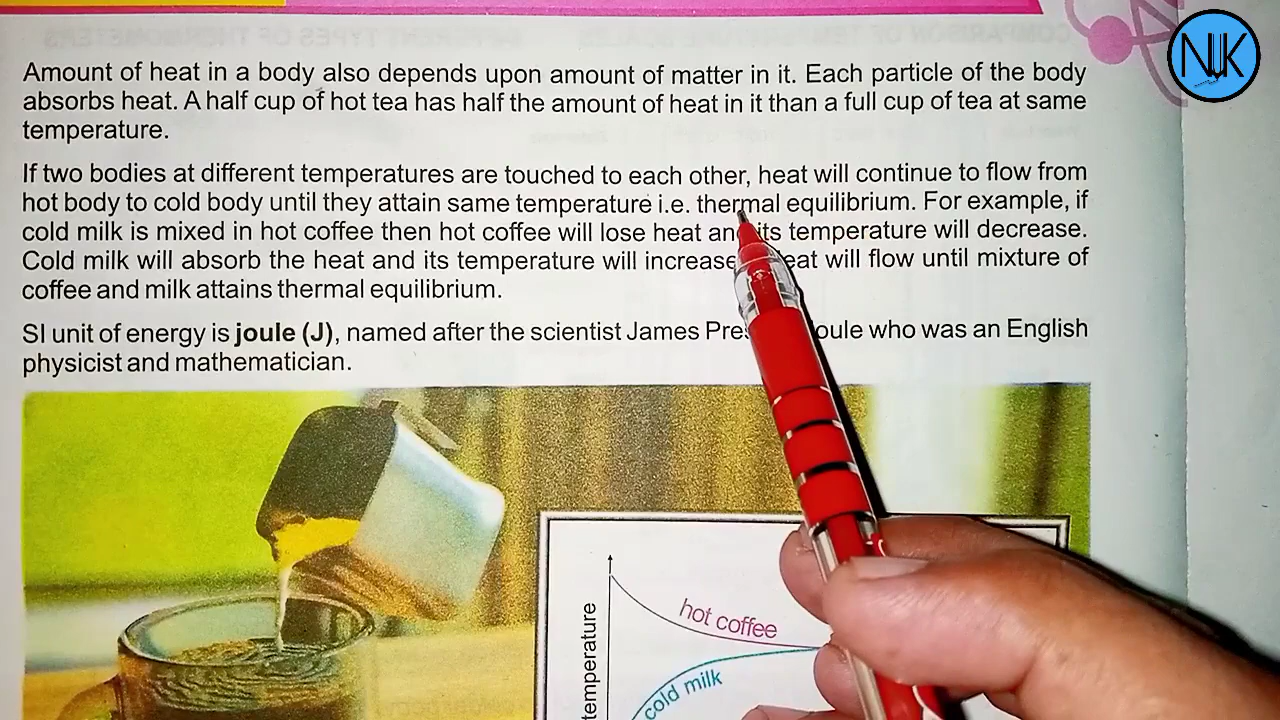 NJK
Amount of heat in a body also depends upon amount of matter in it. Each particle of the body
absorbs heat. A half cup of hot tea has half the amount of heat in it than a full cup of tea at same
temperature.
If two bodies at different temperatures are touched to each other, heat will continue to flow from
hot body to cold body until they attain same temperature i.e. thermal equilibrium. For example, if
cold milk is mixed in hot coffee then hot coffee will lose heat and its temperature will decrease.
Cold milk will absorb the heat and its temperature will increase will flow until mixture of
coffee and milk attains thermal equilibrium.
SI unit of energy is joule (J), named after the scientist James who was an English
physicist and mathematician.
hot coffee
cold milk
temperature